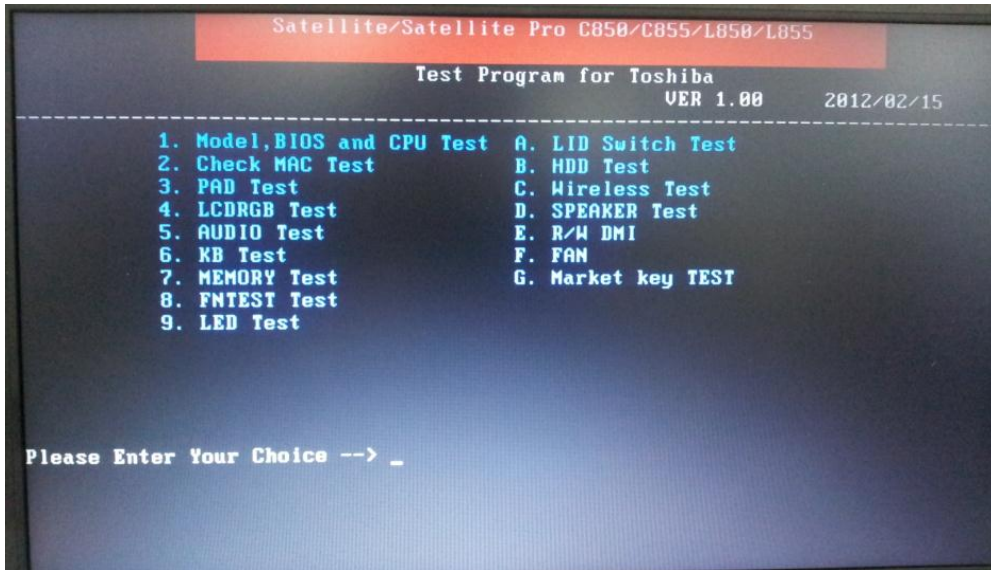 Satellite/Satellite Pro C850/C855/L850/L855
Test Program for Toshiba
VER 1.00 2012/02/15
1. Model,BIOS and CPU Test A. LID Switch Test
2. Check MAC Test B. HDD Test
3. PAD Test C. Wireless Test
4. LCDRGB Test D. SPEAKER Test
5. AUDIO Test E. R/W DMI
6. KB Test F. FAN
7. MEMORY Test G. Market key TEST
8. FNTEST Test
9. LED Test
Please Enter Your Choice --> _